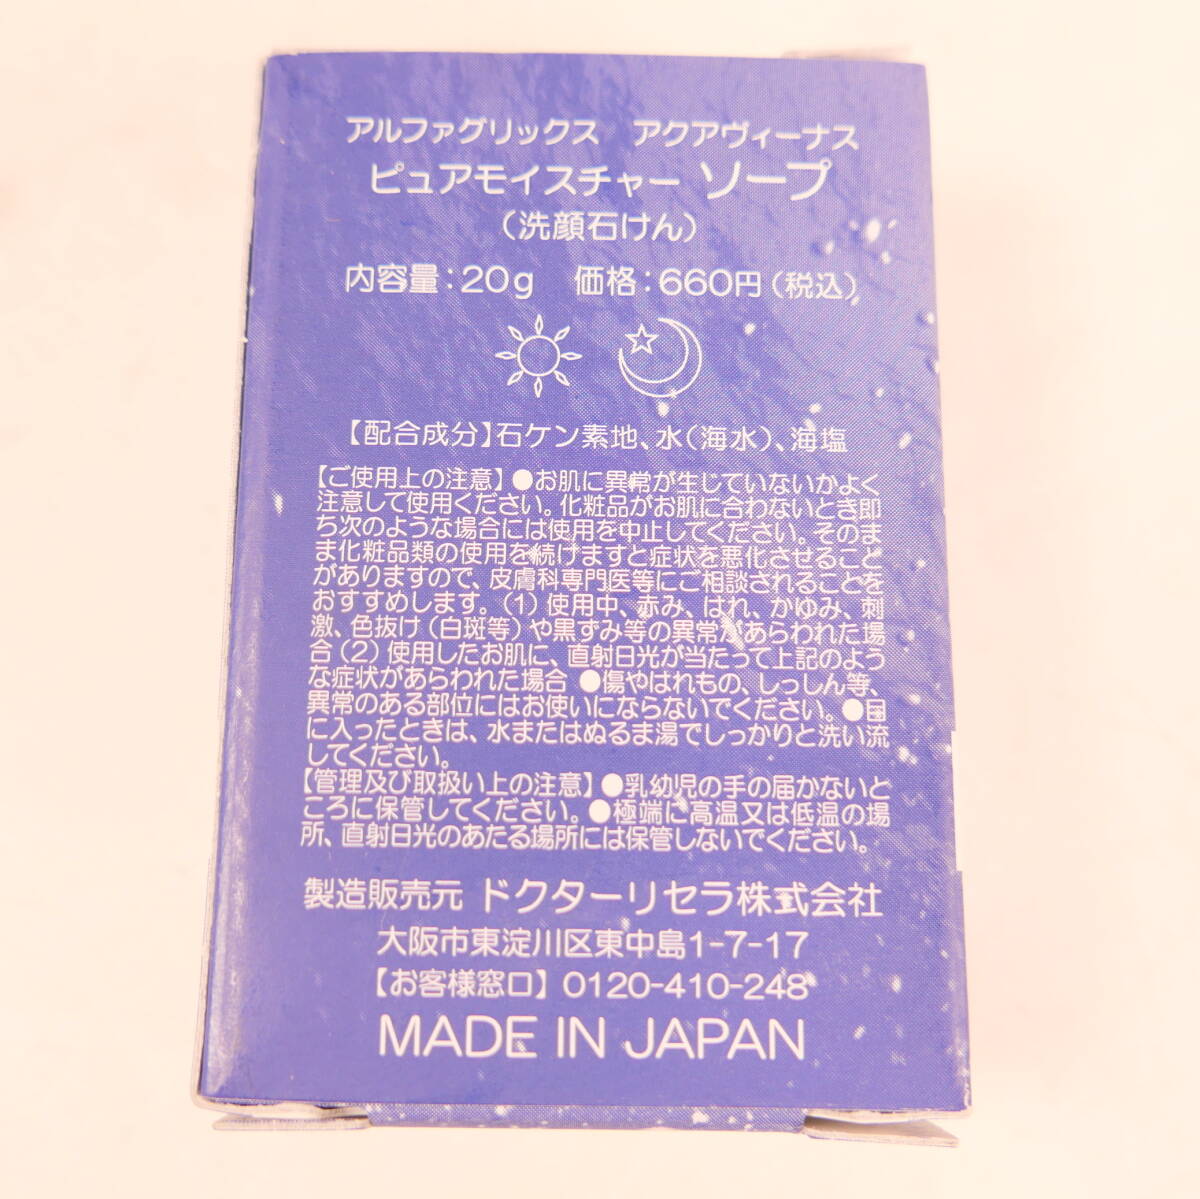 アルファグリックス　アクアヴィーナス
ピュアモイスチャー ソープ
（洗顔石けん）
内容量：20g　価格：660円（税込）
【配合成分】石ケン素地、水（海水）、海塩
【ご使用上の注意】●お肌に異常が生じていないかよく
注意して使用ください。化粧品がお肌に合わないとき即
ち次のような場合には使用を中止してください。そのま
ま化粧品類の使用を続けますと症状を悪化させること
がありますので、皮膚科専門医等にご相談されることを
おすすめします。（1）使用中、赤み、はれ、かゆみ、刺
激、色抜け（白斑等）や黒ずみ等の異常があらわれた場
合（2）使用したお肌に、直射日光が当たって上記のよう
な症状があらわれた場合 ●傷やはれもの、しっしん等、
異常のある部位にはお使いにならないでください。●目
に入ったときは、水またはぬるま湯でしっかりと洗い流
してください。
【管理及び取扱い上の注意】●乳幼児の手の届かないと
ころに保管してください。●極端に高温又は低温の場
所、直射日光のあたる場所には保管しないでください。
製造販売元 ドクターリセラ株式会社
大阪市東淀川区東中島1-7-17
【お客様窓口】0120-410-248
MADE IN JAPAN